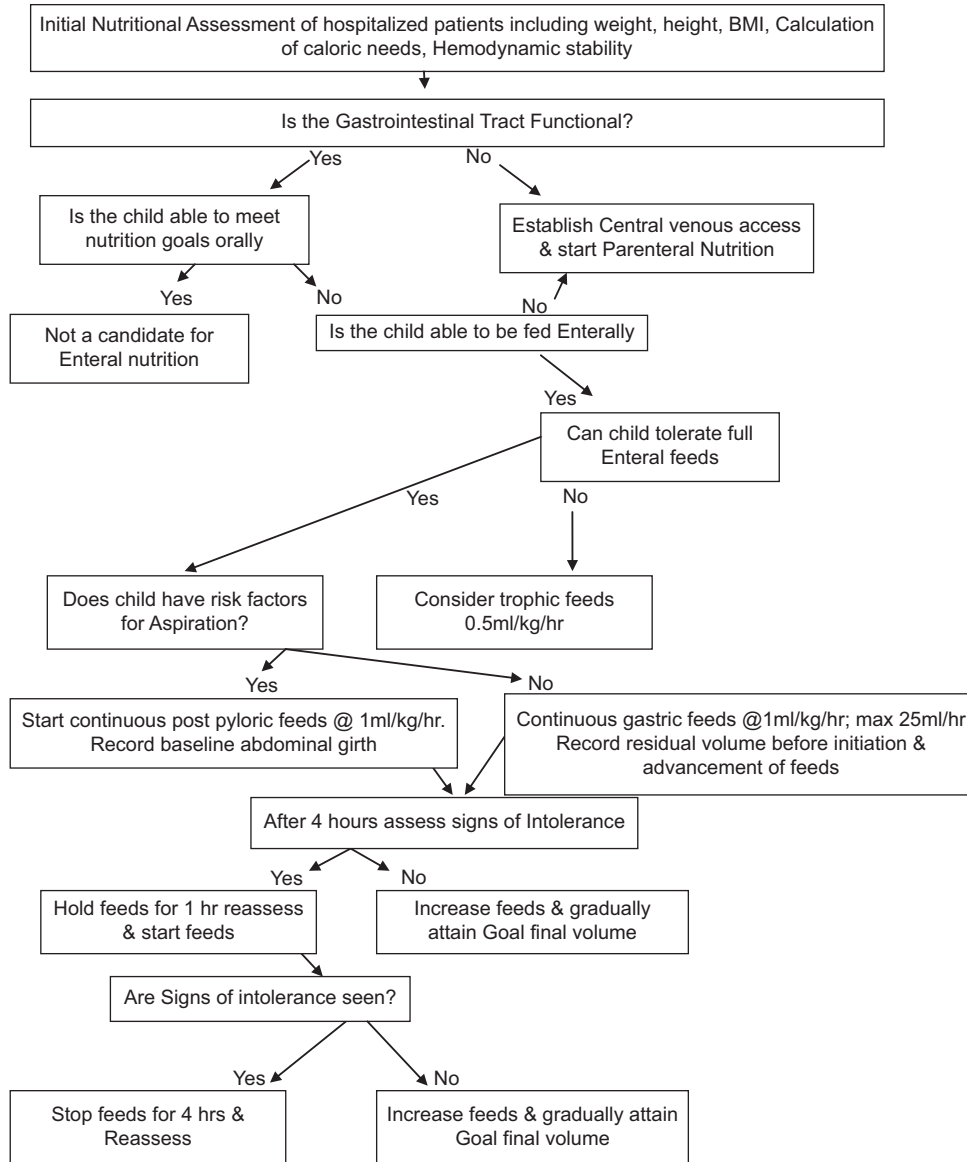 Initial Nutritional Assessment of hospitalized patients including weight, height, BMI, Calculation
of caloric needs, Hemodynamic stability
Is the Gastrointestinal Tract Functional?
Yes
No
Is the child able to meet
nutrition goals orally
Establish Central venous access
& start Parenteral Nutrition
Yes
No
No
Not a candidate for
Enteral nutrition
Is the child able to be fed Enterally
Yes
Can child tolerate full
Enteral feeds
Yes
No
Does child have risk factors
for Aspiration?
Consider trophic feeds
0.5ml/kg/hr
Yes
No
Start continuous post pyloric feeds @ 1ml/kg/hr.
Record baseline abdominal girth
Continuous gastric feeds @1ml/kg/hr; max 25ml/hr
Record residual volume before initiation &
advancement of feeds
After 4 hours assess signs of Intolerance
Yes
No
Hold feeds for 1 hr reassess
& start feeds
Increase feeds & gradually
attain Goal final volume
Are Signs of intolerance seen?
Yes
No
Stop feeds for 4 hrs &
Reassess
Increase feeds & gradually attain
Goal final volume